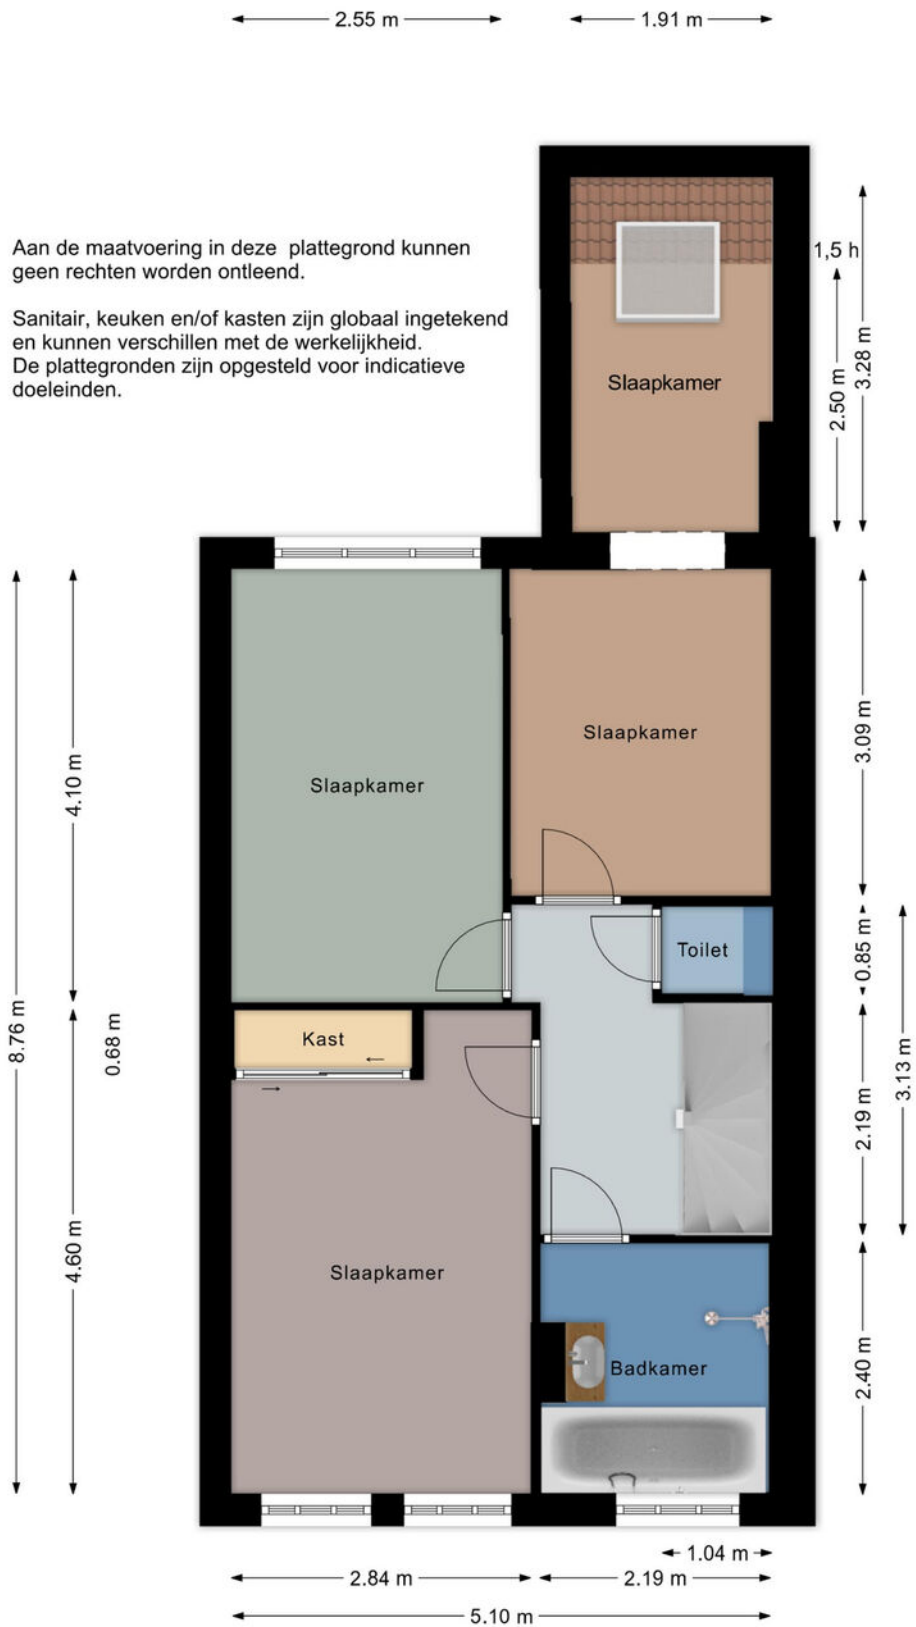 2.55 m
1.91 m
Aan de maatvoering in deze plattegrond kunnen
geen rechten worden ontleend.
Sanitair, keuken en/of kasten zijn globaal ingetekend
en kunnen verschillen met de werkelijkheid.
De plattegronden zijn opgesteld voor indicatieve
doeleinden.
1,5 h
3.28 m
2.50 m
Slaapkamer
Slaapkamer
3.09 m
4.10 m
Slaapkamer
Toilet
0.85 m
8.76 m
0.68 m
Kast
3.13 m
2.19 m
4.60 m
Slaapkamer
Badkamer
2.40 m
1.04 m
2.84 m
2.19 m
5.10 m